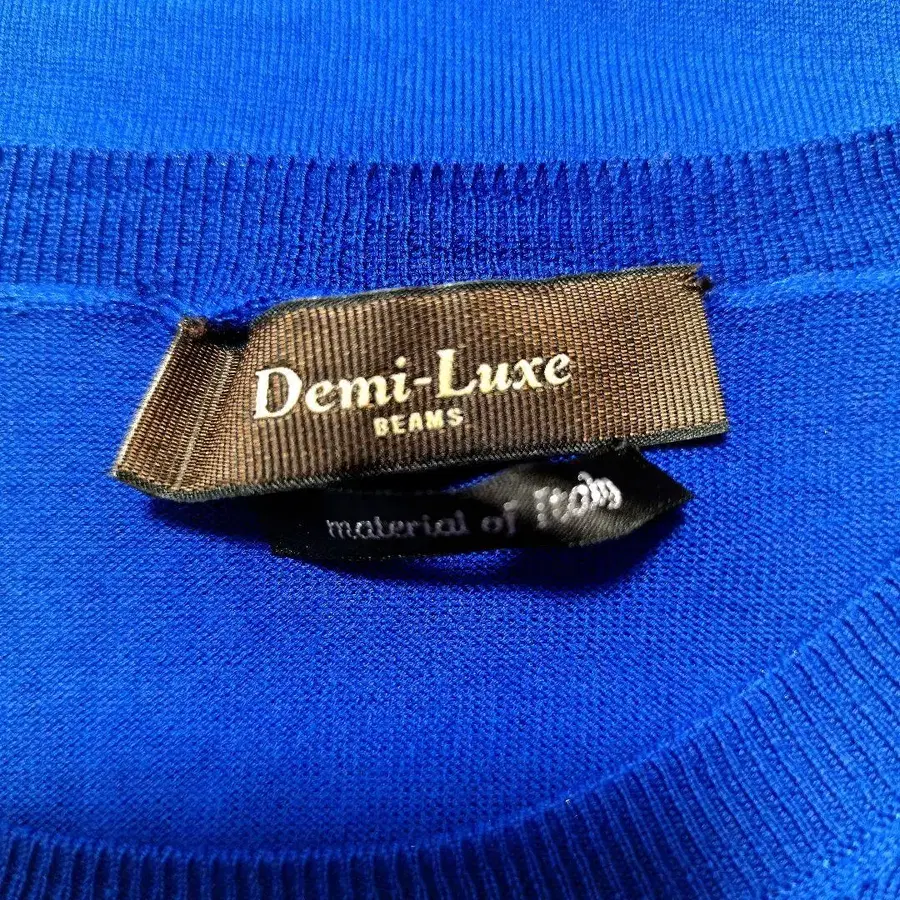 Demi-Luxe
BEAMS
material of Italy